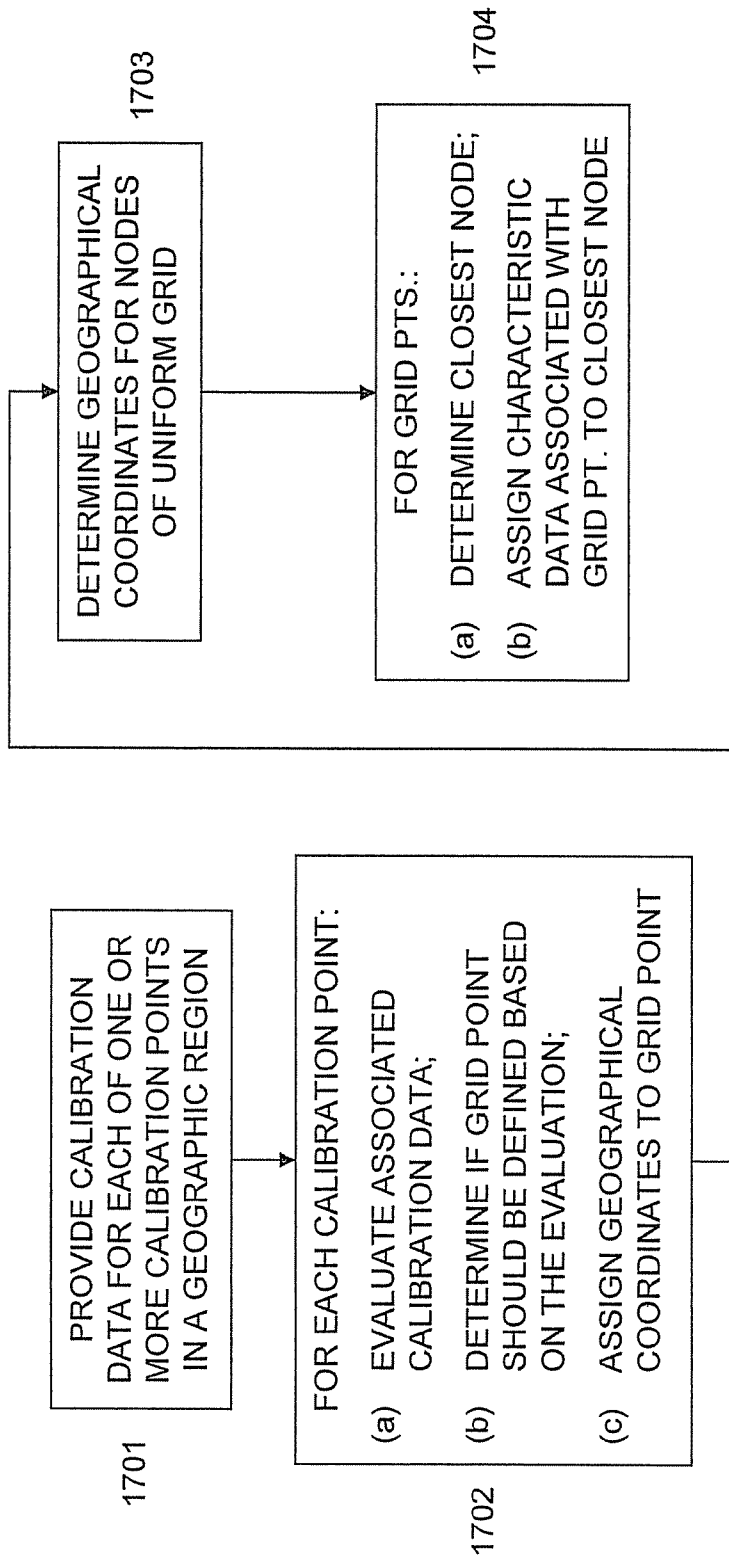 1701
PROVIDE CALIBRATION
DATA FOR EACH OF ONE OR
MORE CALIBRATION POINTS
IN A GEOGRAPHIC REGION
1702
FOR EACH CALIBRATION POINT:
(a) EVALUATE ASSOCIATED
CALIBRATION DATA;
(b) DETERMINE IF GRID POINT
SHOULD BE DEFINED BASED
ON THE EVALUATION;
(c) ASSIGN GEOGRAPHICAL
COORDINATES TO GRID POINT
1703
DETERMINE GEOGRAPHICAL
COORDINATES FOR NODES
OF UNIFORM GRID
1704
FOR GRID PTS.:
(a) DETERMINE CLOSEST NODE;
(b) ASSIGN CHARACTERISTIC
DATA ASSOCIATED WITH
GRID PT. TO CLOSEST NODE